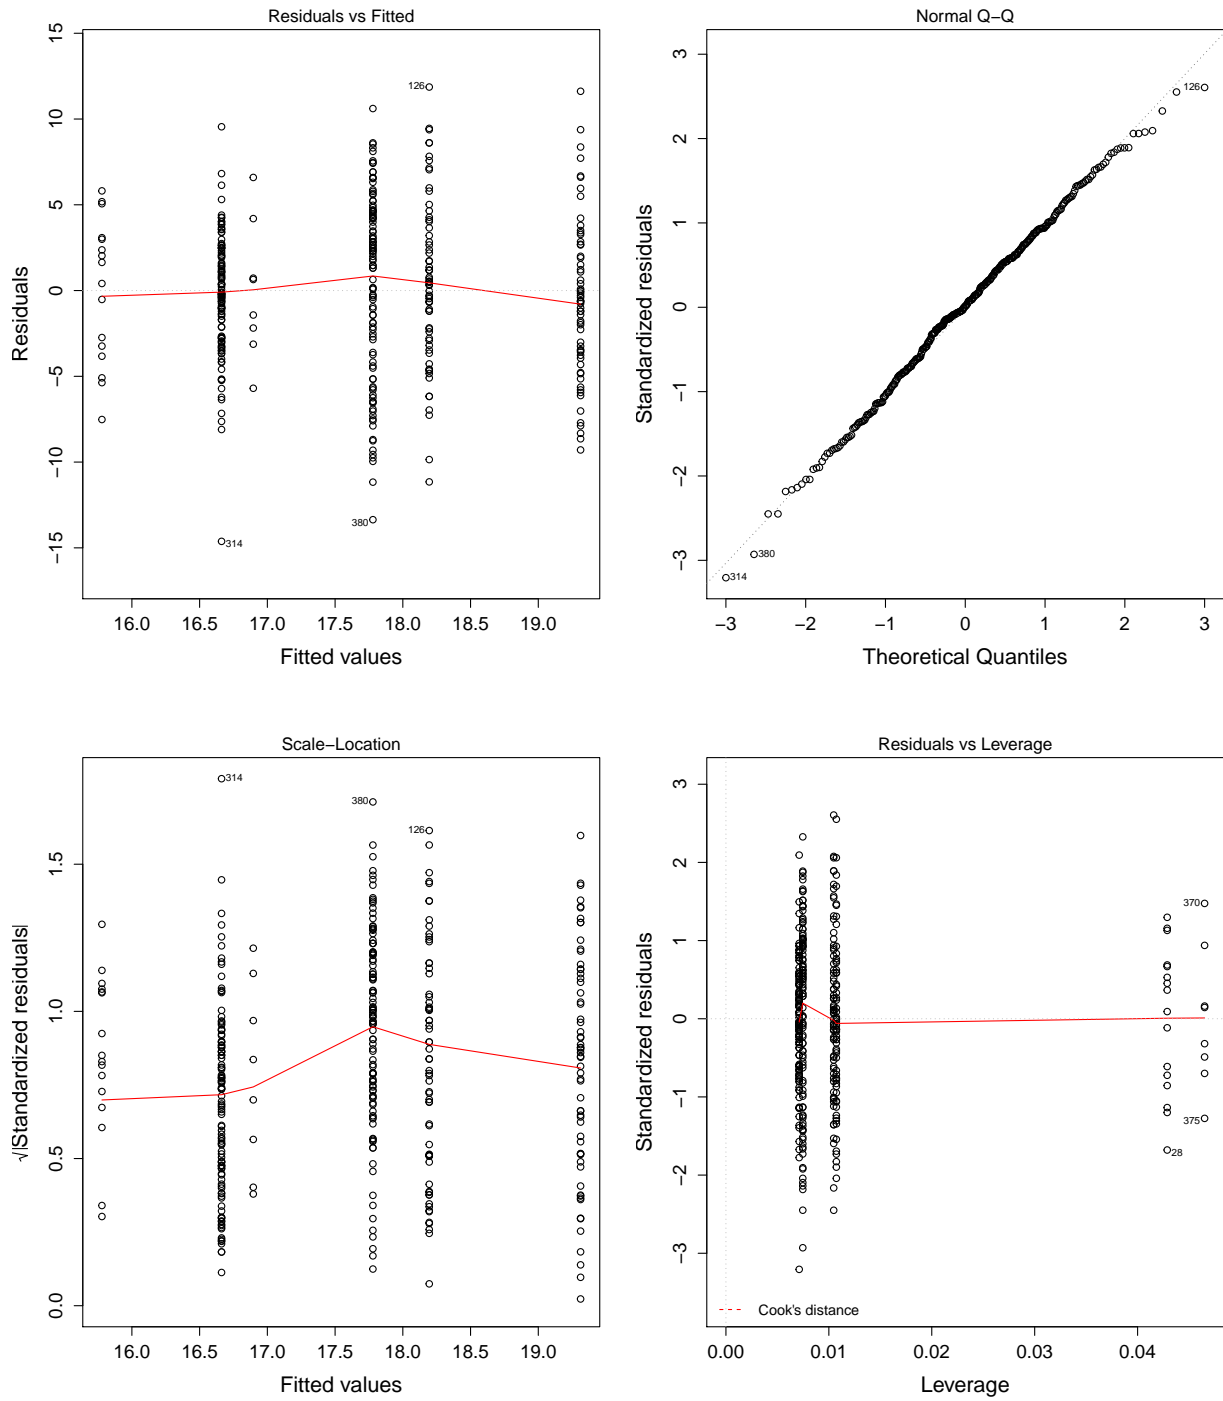 Residuals vs Fitted
15
10
5
0
−5
−10
−15
Residuals
126
380
314
16.0 16.5 17.0 17.5 18.0 18.5 19.0
Fitted values
Normal Q−Q
3
2
1
0
−1
−2
−3
Standardized residuals
126
380
314
−3 −2 −1 0 1 2 3
Theoretical Quantiles
Scale−Location
1.5
1.0
0.5
0.0
√|Standardized residuals|
314
380
126
16.0 16.5 17.0 17.5 18.0 18.5 19.0
Fitted values
Residuals vs Leverage
3
2
1
0
−1
−2
−3
Standardized residuals
370
375
28
Cook's distance
0.00 0.01 0.02 0.03 0.04
Leverage